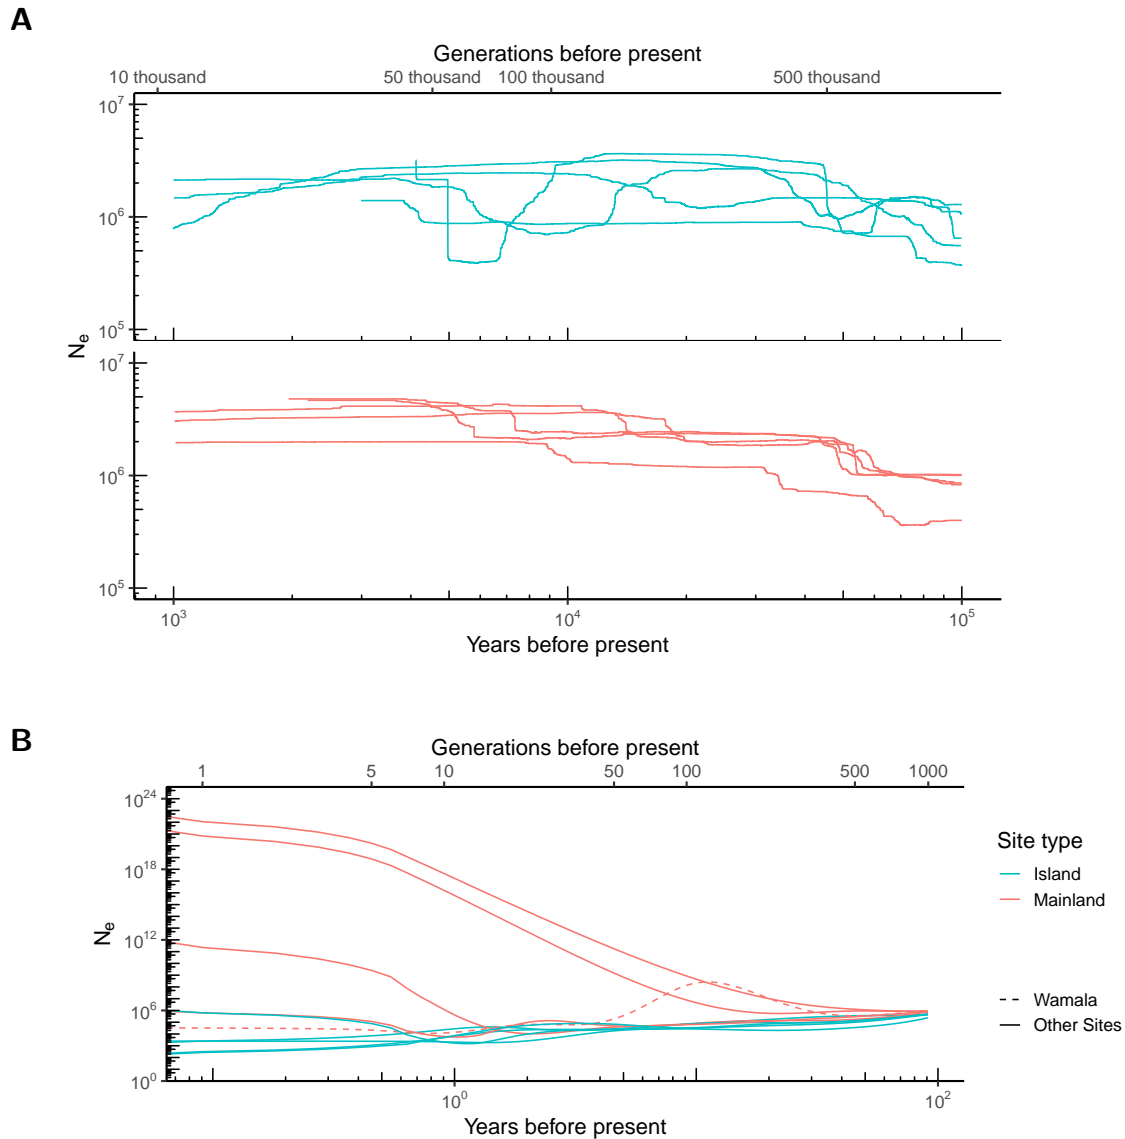 A
Generations before present
10 thousand 50 thousand 100 thousand 500 thousand
10^7
10^6
10^5
N_e
10^7
10^6
10^5
10^3 10^4 10^5
Years before present
B
Generations before present
1 5 10 50 100 500 1000
10^24
10^18
10^12
10^6
10^0
N_e
10^0 10^2
Years before present
Site type
Island
Mainland
Wamala
Other Sites